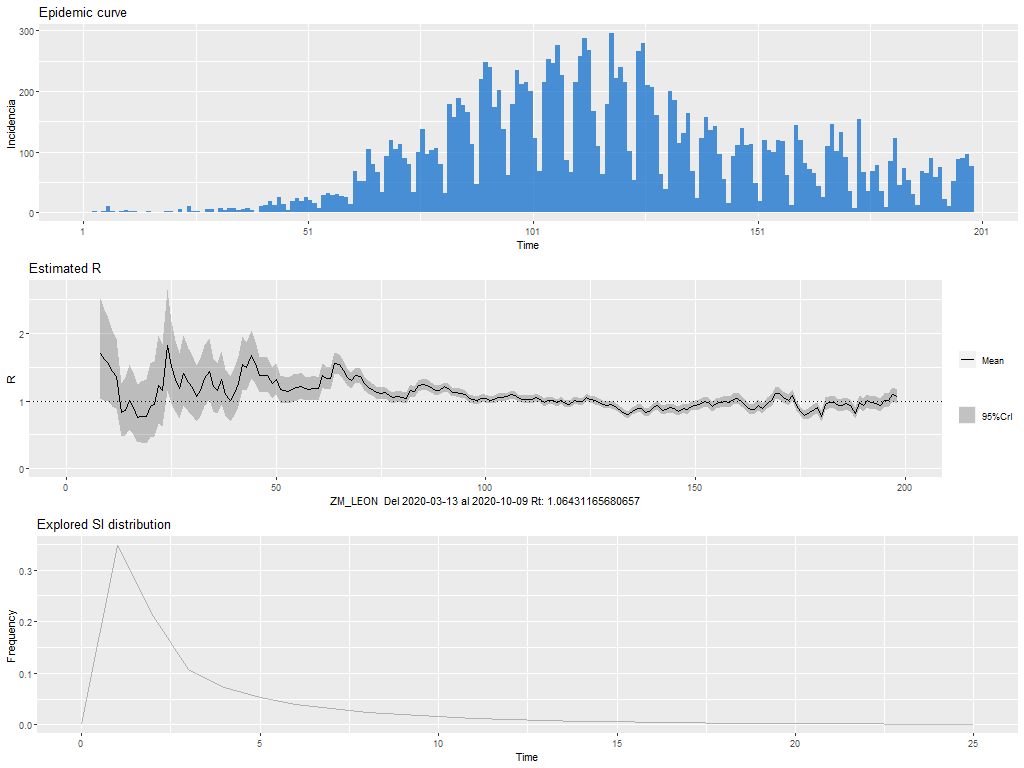 Epidemic curve
300
200
100
0
Incidencia
1 51 101 151 201
Time
Estimated R
2
1
0
R
Mean
95%CrI
0 50 100 150 200
ZM_LEON Del 2020-03-13 al 2020-10-09 Rt: 1.06431165680657
Explored SI distribution
0.3
0.2
0.1
0.0
Frequency
0 5 10 15 20 25
Time